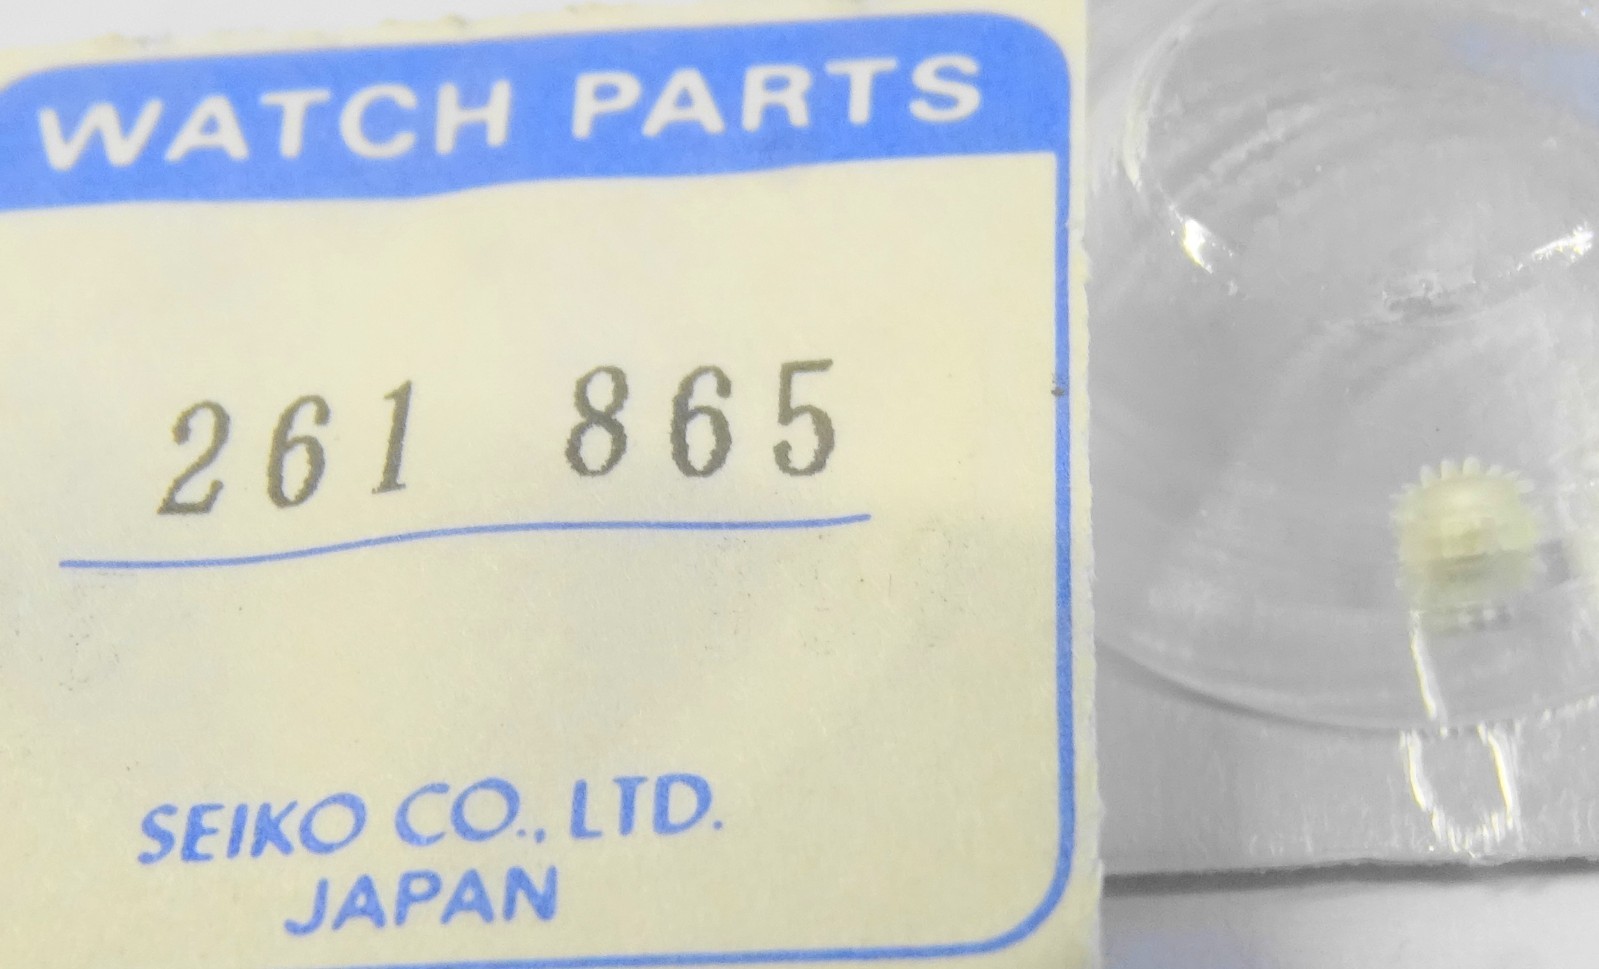 WATCH PARTS
261 865
SEIKO CO., LTD.
JAPAN